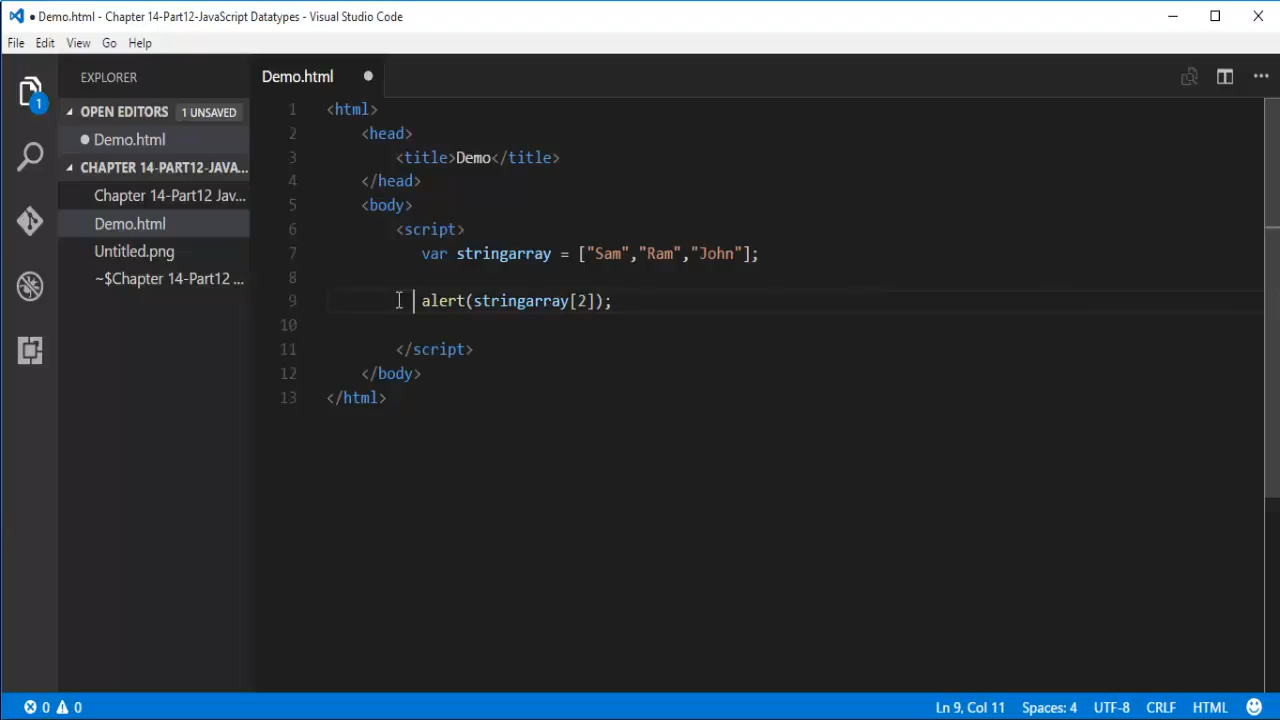 ● Demo.html - Chapter 14-Part12-JavaScript Datatypes - Visual Studio Code
File Edit View Go Help
EXPLORER
Demo.html
OPEN EDITORS 1 UNSAVED
Demo.html
CHAPTER 14-PART12-JAVA...
Chapter 14-Part12 Jav...
Demo.html
Untitled.png
~$Chapter 14-Part12 ...
1
1 <html>
2 <head>
3 <title>Demo</title>
4 </head>
5 <body>
6 <script>
7 var stringarray = ["Sam","Ram","John"];
8
9 alert(stringarray[2]);
10
11 </script>
12 </body>
13 </html>
0 0 Ln 9, Col 11 Spaces: 4 UTF-8 CRLF HTML